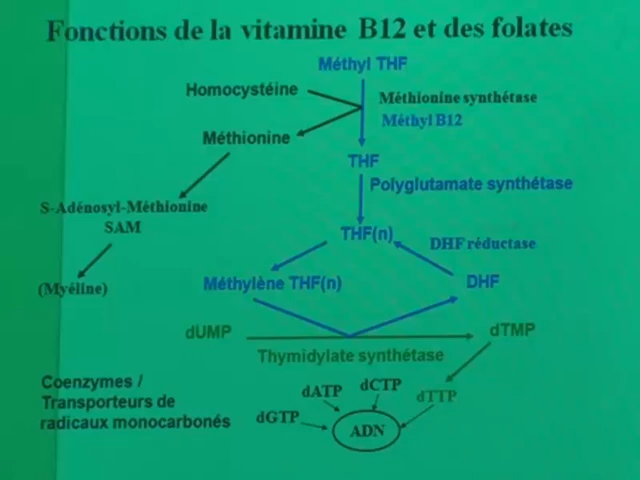 Fonctions de la vitamine B12 et des folates
Méthyl THF
Homocystéine
Méthionine synthétase
Méthyl B12
Méthionine
THF
Polyglutamate synthétase
S-Adénosyl-Méthionine
SAM
THF(n)
DHF réductase
(Myéline)
Méthylène THF(n)
DHF
dUMP
dTMP
Thymidylate synthétase
Coenzymes /
Transporteurs de
radicaux monocarbonés
dATP
dCTP
dTTP
dGTP
ADN